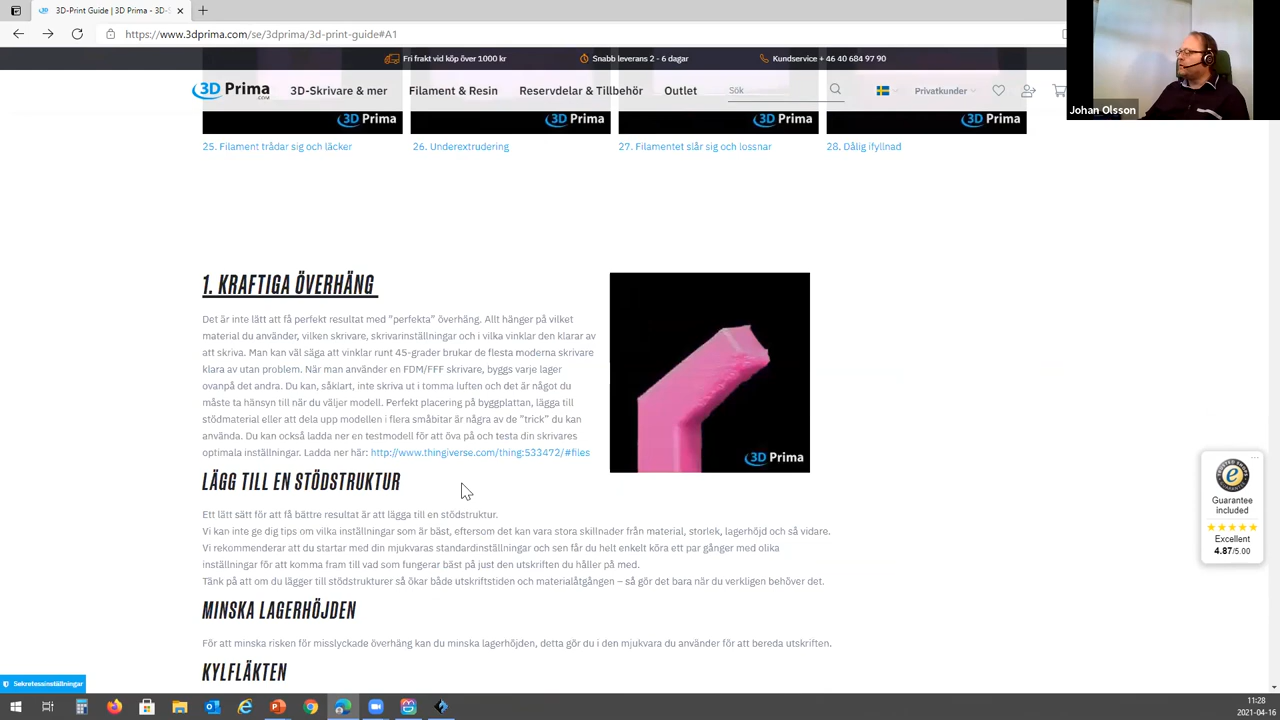 3D-Print Guide | 3D Prima - 3D-S
https://www.3dprima.com/se/3dprima/3d-print-guide#A1
Fri frakt vid köp över 1000 kr
Snabb leverans 2 - 6 dagar
Kundservice + 46 40 684 97 90
3D Prima
.COM
3D-Skrivare & mer
Filament & Resin
Reservdelar & Tillbehör
Outlet
Sök
Privatkunder
Johan Olsson
3D Prima
3D Prima
3D Prima
3D Prima
25. Filament trådar sig och läcker
26. Underextrudering
27. Filamentet slår sig och lossnar
28. Dålig ifyllnad
1. KRAFTIGA ÖVERHÄNG
Det är inte lätt att få perfekt resultat med "perfekta" överhäng. Allt hänger på vilket
material du använder, vilken skrivare, skrivarinställningar och i vilka vinklar den klarar av
att skriva. Man kan väl säga att vinklar runt 45-grader brukar de flesta moderna skrivare
klara av utan problem. När man använder en FDM/FFF skrivare, byggs varje lager
ovanpå det andra. Du kan, såklart, inte skriva ut i tomma luften och det är något du
måste ta hänsyn till när du väljer modell. Perfekt placering på byggplattan, lägga till
stödmaterial eller att dela upp modellen i flera småbitar är några av de "trick" du kan
använda. Du kan också ladda ner en testmodell för att öva på och testa din skrivares
optimala inställningar. Ladda ner här: http://www.thingiverse.com/thing:533472/#files
3D Prima
LÄGG TILL EN STÖDSTRUKTUR
Ett lätt sätt för att få bättre resultat är att lägga till en stödstruktur.
Vi kan inte ge dig tips om vilka inställningar som är bäst, eftersom det kan vara stora skillnader från material, storlek, lagerhöjd och så vidare.
Vi rekommenderar att du startar med din mjukvaras standardinställningar och sen får du helt enkelt köra ett par gånger med olika
inställningar för att komma fram till vad som fungerar bäst på just den utskriften du håller på med.
Tänk på att om du lägger till stödstrukturer så ökar både utskriftstiden och materialåtgången – så gör det bara när du verkligen behöver det.
MINSKA LAGERHÖJDEN
För att minska risken för misslyckade överhäng kan du minska lagerhöjden, detta gör du i den mjukvara du använder för att bereda utskriften.
KYLFLÄKTEN
Guarantee
included
Excellent
4.87/5.00
Sekretessinställningar
11:28
2021-04-16